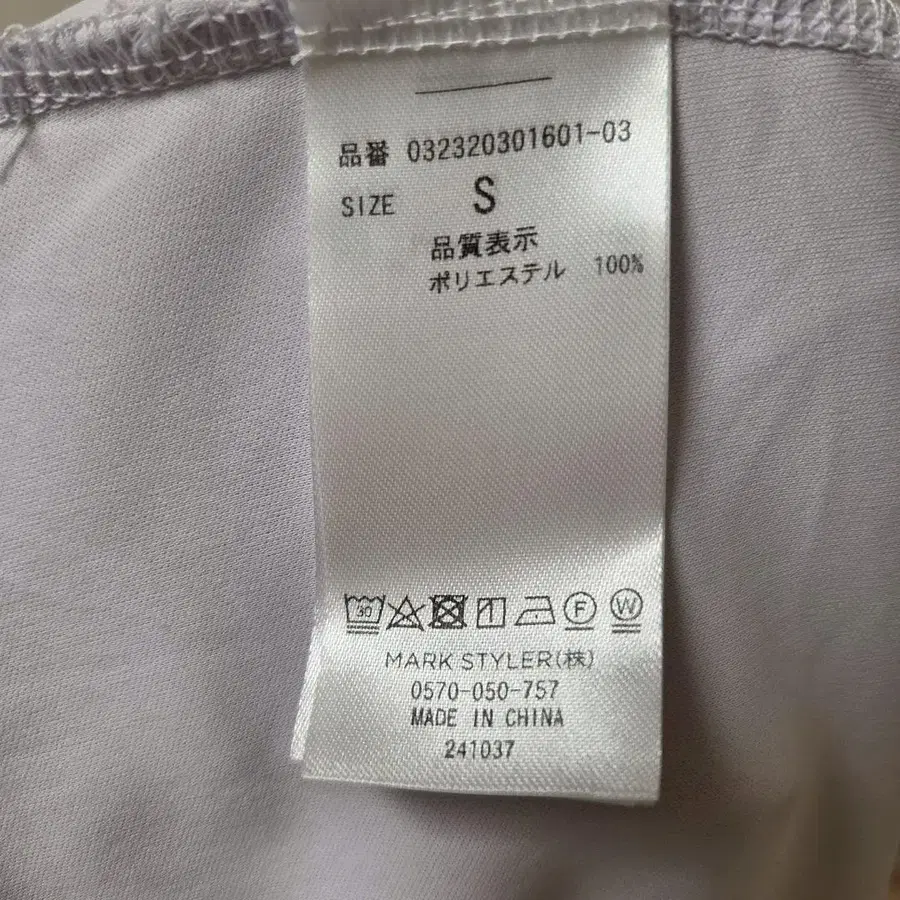 品番 032320301601-03
SIZE S
品質表示
ポリエステル 100%
30 F W
MARK STYLER(株)
0570-050-757
MADE IN CHINA
241037